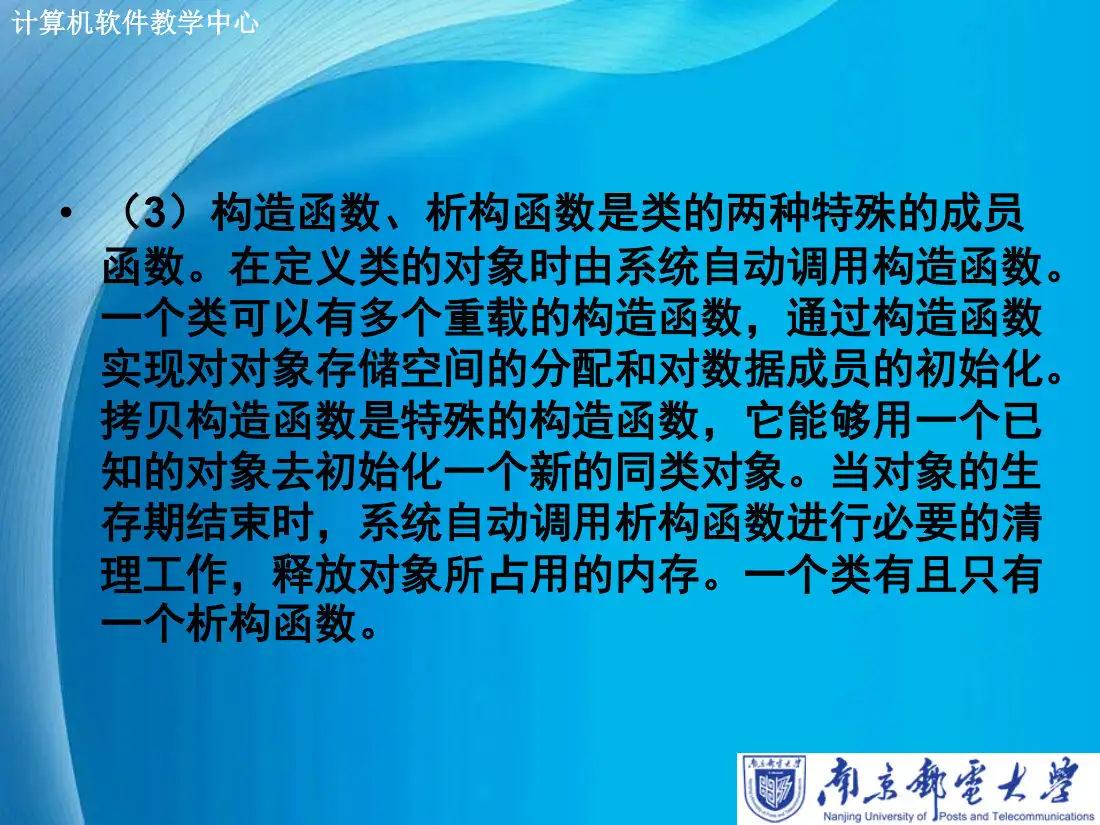 计算机软件教学中心
• （3）构造函数、析构函数是类的两种特殊的成员
函数。在定义类的对象时由系统自动调用构造函数。
一个类可以有多个重载的构造函数，通过构造函数
实现对对象存储空间的分配和对数据成员的初始化。
拷贝构造函数是特殊的构造函数，它能够用一个已
知的对象去初始化一个新的同类对象。当对象的生
存期结束时，系统自动调用析构函数进行必要的清
理工作，释放对象所占用的内存。一个类有且只有
一个析构函数。
南京郵電大學
Nanjing University of Posts and Telecommunications